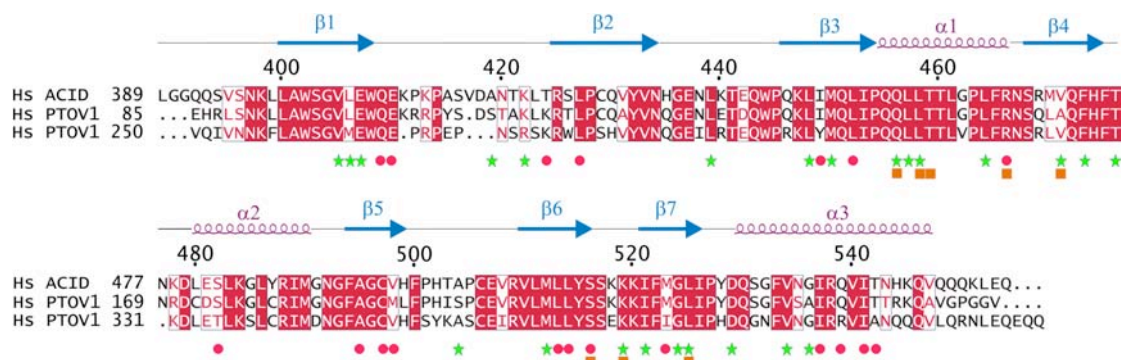 β1 β2 β3 α1 β4
400 420 440 460
Hs ACID 389 LGGQQSVSNKLLAWSGVLEWQEKPKPASVDANTKLTRSLPCQVYVNHGENLKTEQWPQKLIMQLIPQQLLTTLGPLFRNSRMVQFHFT
Hs PTOV1 85 ...EHRLSNKLLAWSGVLEWQEKRRPYS.DSTAKLKRTLPCQAYVNQGENLETDQWPQKLIMQLIPQQLLTTLGPLFRNSQLAQFHFT
Hs PTOV1 250 ...VQIVNNKFLAWSGVMEWQE.PRPEP..NSRSKRWLPSHVYVNQGEILRTEQWPRKLYMQLIPQQLLTTLVPLFRNSRLVQFHFT
α2 β5 β6 β7 α3
480 500 520 540
Hs ACID 477 NKDLESLKGLYRIMGNGFAGCVHFPHTAPCEVRVLMLLYSSKKKIFMGLIPYDQSGFVNGIRQVITNHKQVQQQKLEQ
Hs PTOV1 169 NRDCDSLKGLCRIMGNGFAGCMLFPHISPCEVRVLMLLYSSKKKIFMGLIPYDQSGFVSAIRQVITTRKQAVGPGGV....
Hs PTOV1 331 .KDLETLKSLCRIMDNGFAGCVHFSYKASCEIRVLMLLYSSEKKIFIGLIPHDQGNFVNGIRRVIANQQQVLQRNLEQEQQ